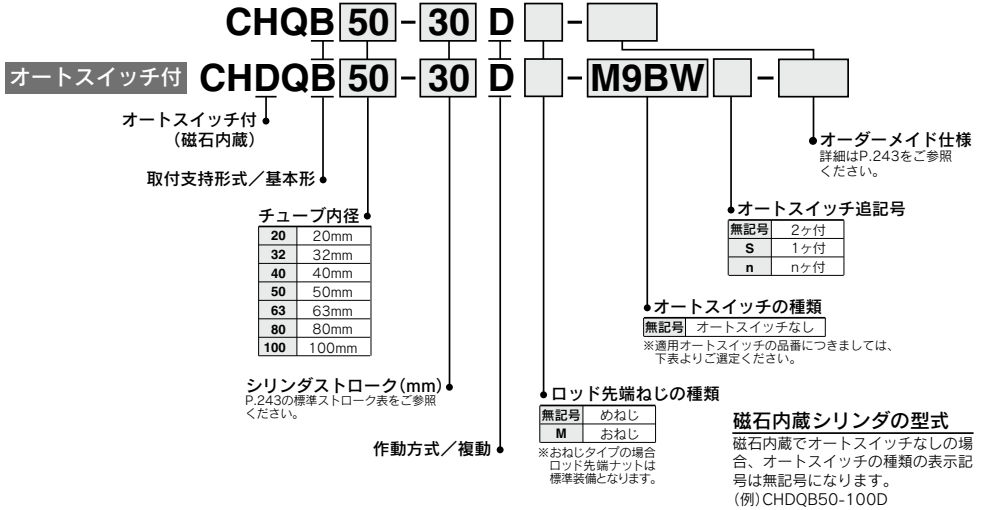 CHQB 50 - 30 D □ - □
オートスイッチ付 CHDQB 50 - 30 D □ - M9BW □ - □
オートスイッチ付
（磁石内蔵）
取付支持形式／基本形
チューブ内径
20 20mm
32 32mm
40 40mm
50 50mm
63 63mm
80 80mm
100 100mm
シリンダストローク(mm)
P.243の標準ストローク表をご参照
ください。
作動方式／複動
ロッド先端ねじの種類
無記号 めねじ
M おねじ
※おねじタイプの場合
ロッド先端ナットは
標準装備となります。
オートスイッチの種類
無記号 オートスイッチなし
※適用オートスイッチの品番につきましては、
下表よりご選定ください。
オートスイッチ追記号
無記号 2ヶ付
S 1ヶ付
n nヶ付
オーダーメイド仕様
詳細はP.243をご参照
ください。
磁石内蔵シリンダの型式
磁石内蔵でオートスイッチなしの場
合、オートスイッチの種類の表示記
号は無記号になります。
(例)CHDQB50-100D